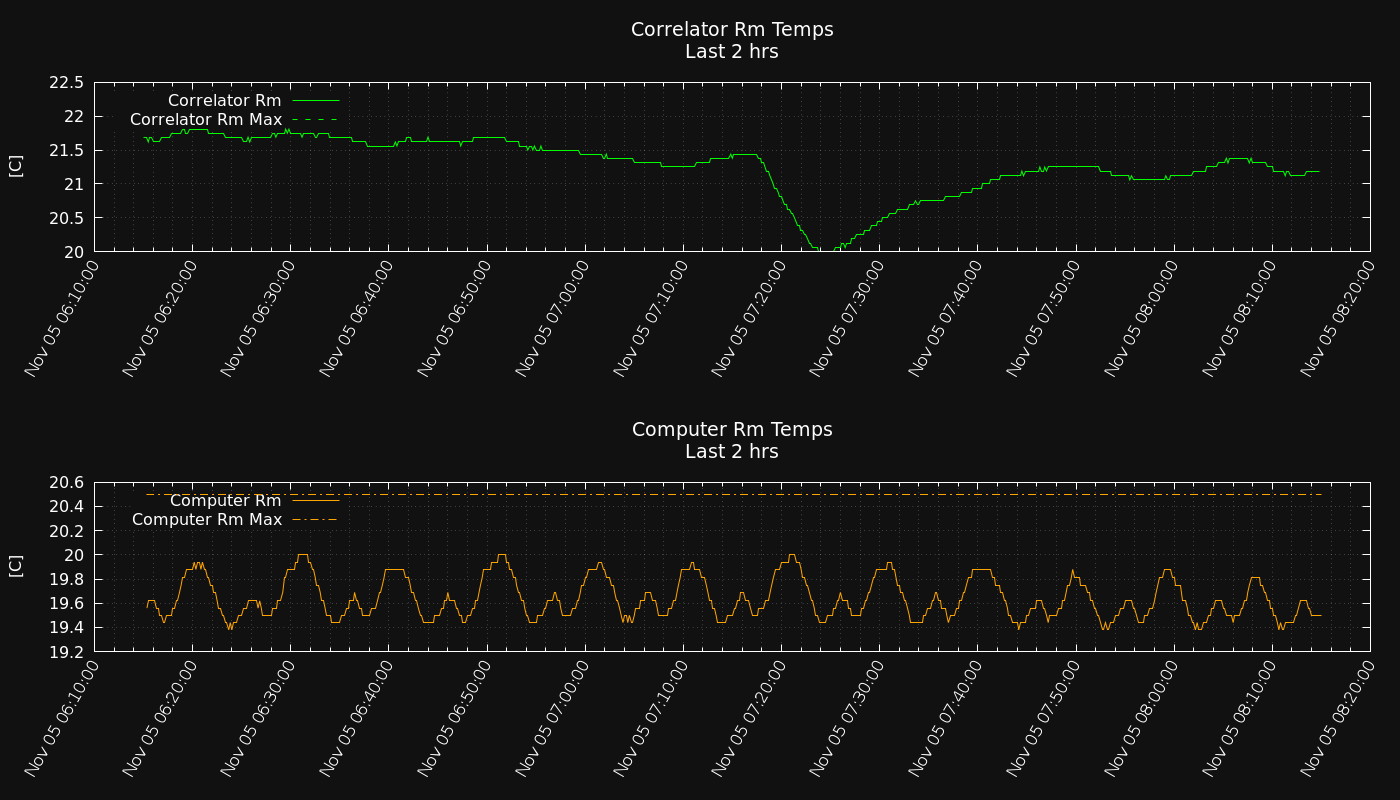 Correlator Rm Temps
Last 2 hrs
[C]
22.5
22
21.5
21
20.5
20
Correlator Rm
Correlator Rm Max
Nov 05 06:10:00
Nov 05 06:20:00
Nov 05 06:30:00
Nov 05 06:40:00
Nov 05 06:50:00
Nov 05 07:00:00
Nov 05 07:10:00
Nov 05 07:20:00
Nov 05 07:30:00
Nov 05 07:40:00
Nov 05 07:50:00
Nov 05 08:00:00
Nov 05 08:10:00
Nov 05 08:20:00
Computer Rm Temps
Last 2 hrs
[C]
20.6
20.4
20.2
20
19.8
19.6
19.4
19.2
Computer Rm
Computer Rm Max
Nov 05 06:10:00
Nov 05 06:20:00
Nov 05 06:30:00
Nov 05 06:40:00
Nov 05 06:50:00
Nov 05 07:00:00
Nov 05 07:10:00
Nov 05 07:20:00
Nov 05 07:30:00
Nov 05 07:40:00
Nov 05 07:50:00
Nov 05 08:00:00
Nov 05 08:10:00
Nov 05 08:20:00